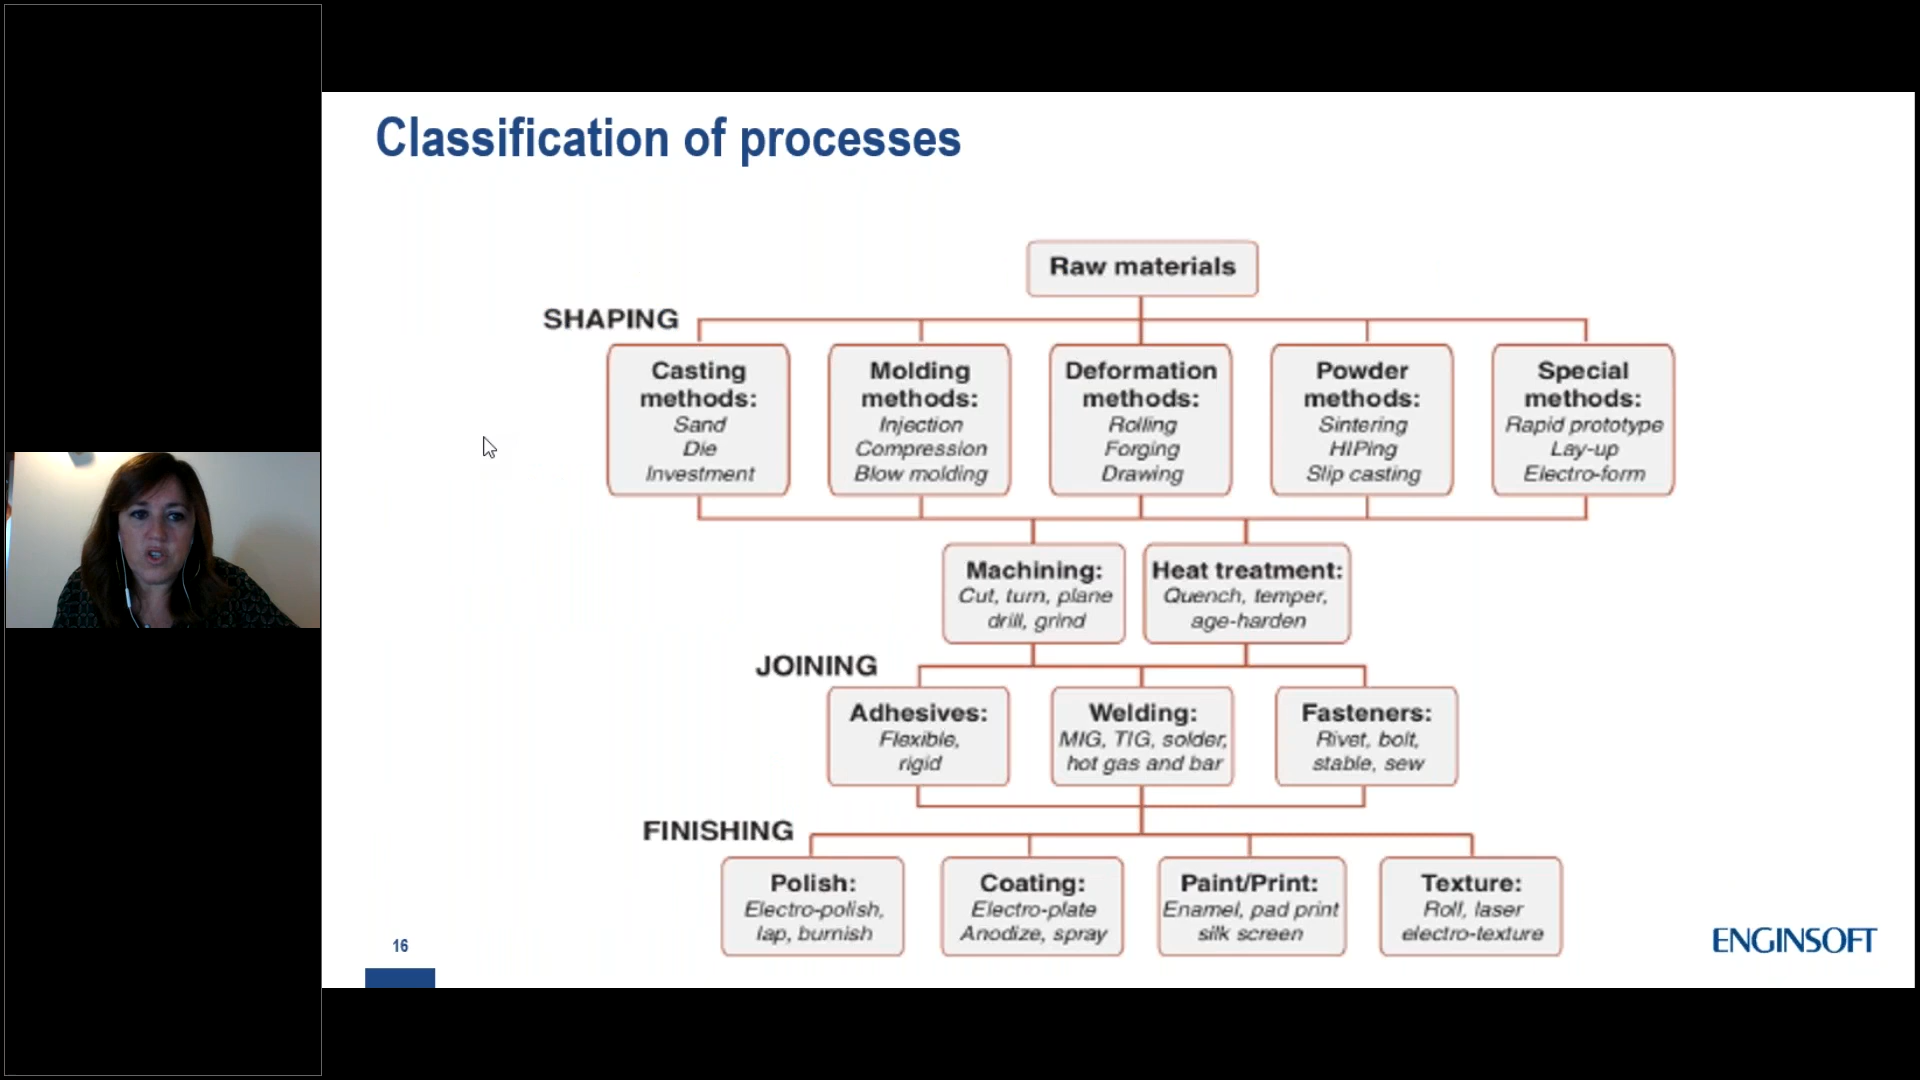 Classification of processes
Raw materials
SHAPING
Casting
methods:
Sand
Die
Investment
Molding
methods:
Injection
Compression
Blow molding
Deformation
methods:
Rolling
Forging
Drawing
Powder
methods:
Sintering
HIPing
Slip casting
Special
methods:
Rapid prototype
Lay-up
Electro-form
Machining:
Cut, turn, plane
drill, grind
Heat treatment:
Quench, temper,
age-harden
JOINING
Adhesives:
Flexible,
rigid
Welding:
MIG, TIG, solder,
hot gas and bar
Fasteners:
Rivet, bolt,
stable, sew
FINISHING
Polish:
Electro-polish,
lap, burnish
Coating:
Electro-plate
Anodize, spray
Paint/Print:
Enamel, pad print
silk screen
Texture:
Roll, laser
electro-texture
16
ENGINSOFT